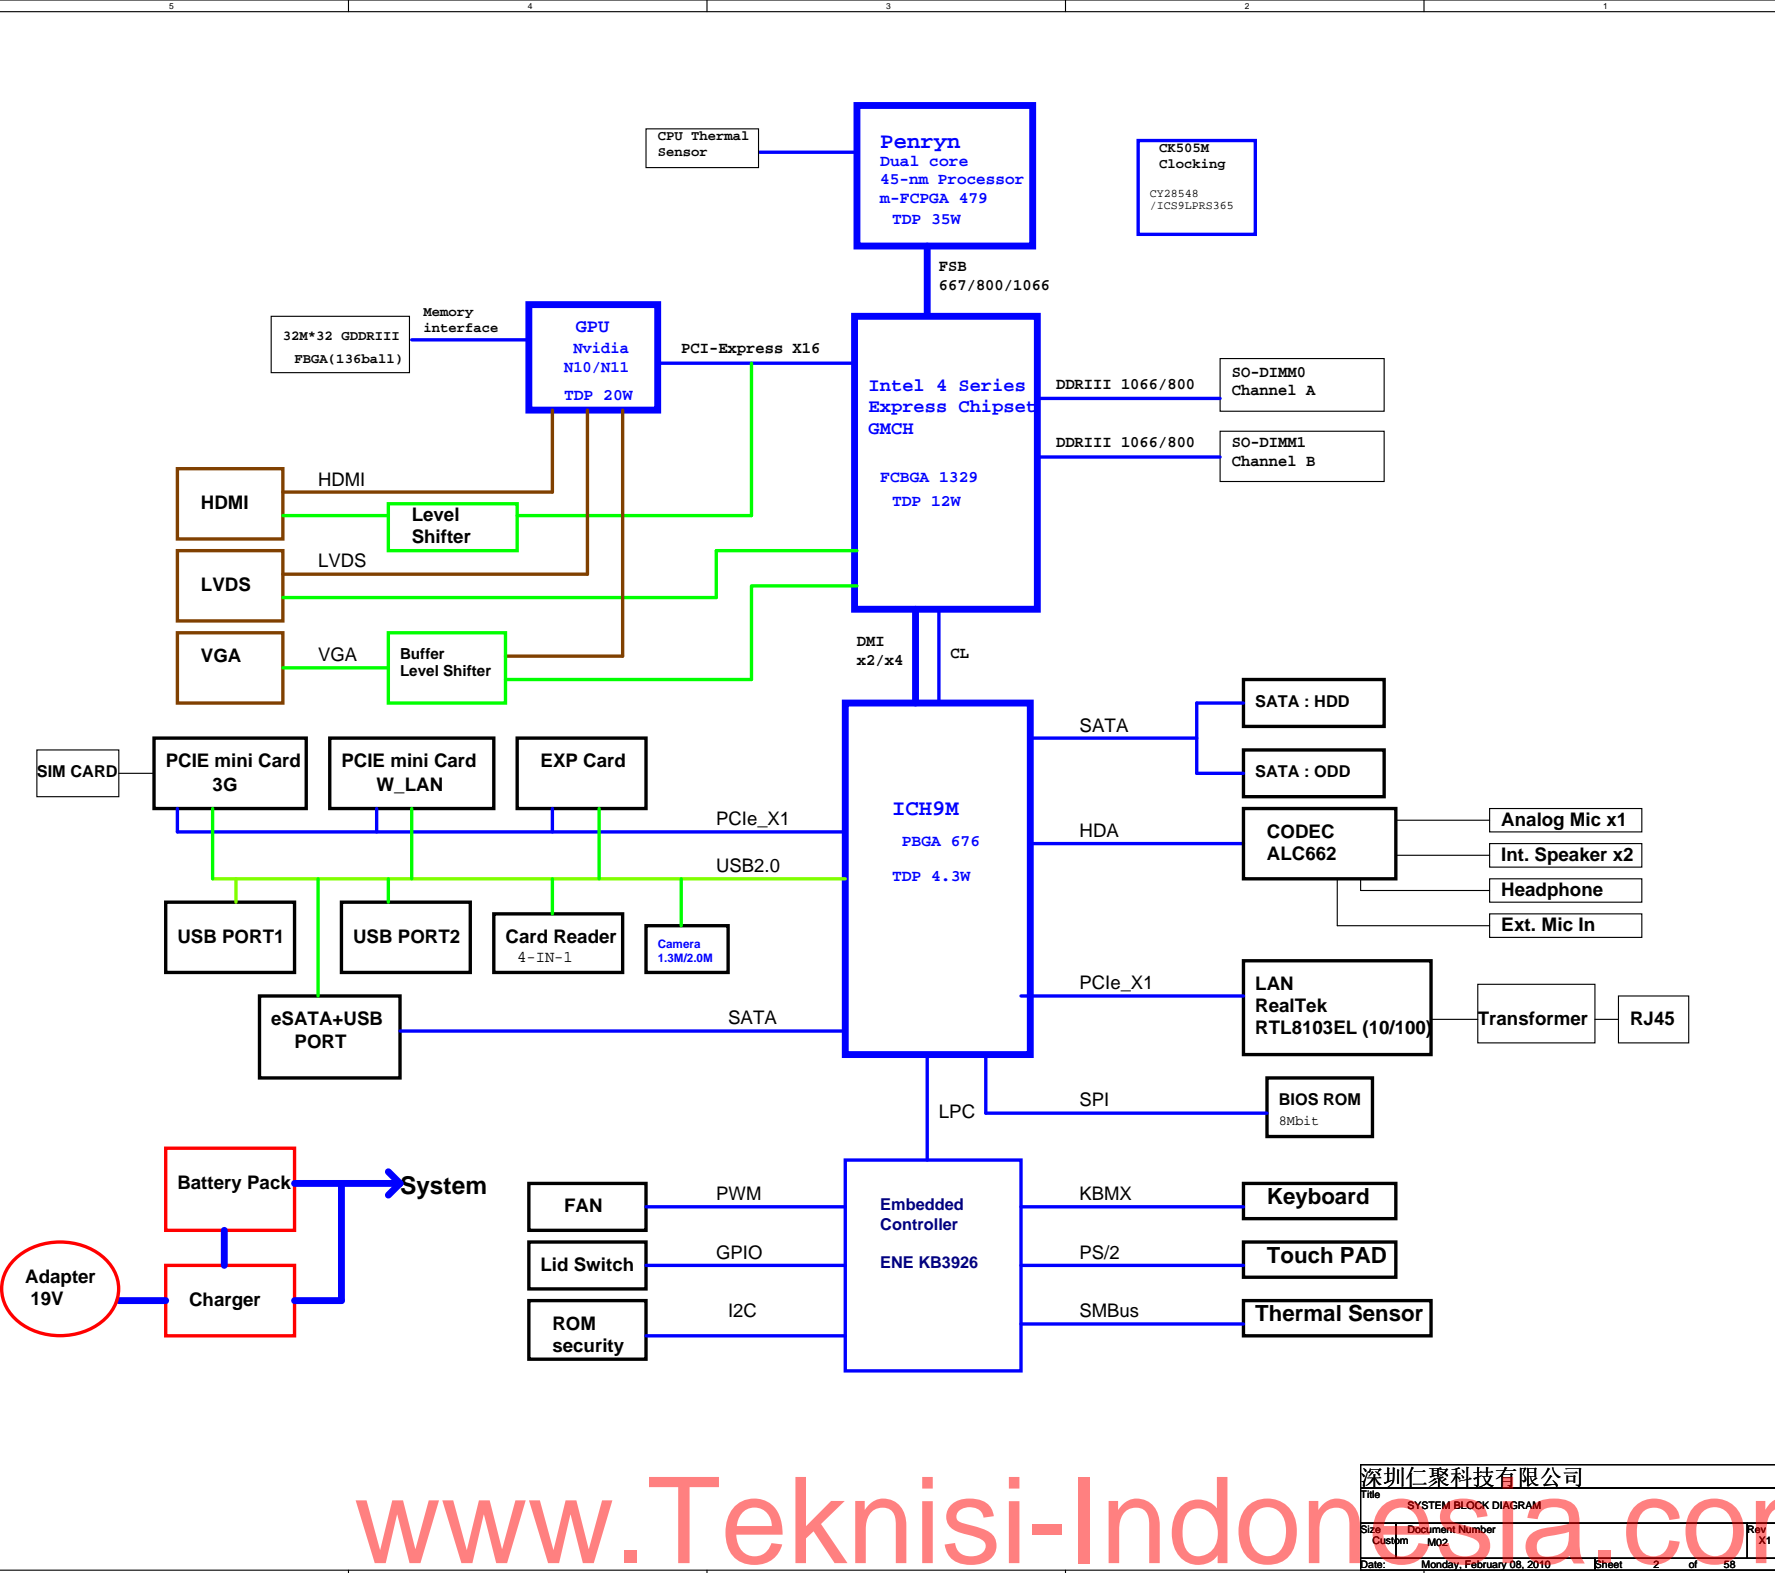 5 4 3 2 1
CPU Thermal
Sensor
Penryn
Dual core
45-nm Processor
m-FCPGA 479
TDP 35W
CK505M
Clocking
CY28548
/ICS9LPRS365
FSB
667/800/1066
32M*32 GDDRIII
FBGA(136ball)
Memory
interface
GPU
Nvidia
N10/N11
TDP 20W
PCI-Express X16
Intel 4 Series
Express Chipset
GMCH
FCBGA 1329
TDP 12W
DDRIII 1066/800
SO-DIMM0
Channel A
DDRIII 1066/800
SO-DIMM1
Channel B
HDMI
HDMI
Level
Shifter
LVDS
LVDS
VGA
VGA
Buffer
Level Shifter
DMI
x2/x4
CL
SATA
SATA : HDD
SATA : ODD
SIM CARD
PCIE mini Card
3G
PCIE mini Card
W_LAN
EXP Card
PCIe_X1
USB2.0
ICH9M
PBGA 676
TDP 4.3W
HDA
CODEC
ALC662
Analog Mic x1
Int. Speaker x2
Headphone
Ext. Mic In
USB PORT1
USB PORT2
Card Reader
4-IN-1
Camera
1.3M/2.0M
eSATA+USB
PORT
SATA
PCIe_X1
LAN
RealTek
RTL8103EL (10/100)
Transformer
RJ45
LPC
SPI
BIOS ROM
8Mbit
Battery Pack
System
Adapter
19V
Charger
FAN
PWM
Lid Switch
GPIO
ROM
security
I2C
Embedded
Controller
ENE KB3926
KBMX
Keyboard
PS/2
Touch PAD
SMBus
Thermal Sensor
深圳仁聚科技有限公司
Title
SYSTEM BLOCK DIAGRAM
Size
Custom
Document Number
M02
Rev
X1
Date: Monday, February 08, 2010 Sheet 2 of 58
www.Teknisi-Indonesia.co